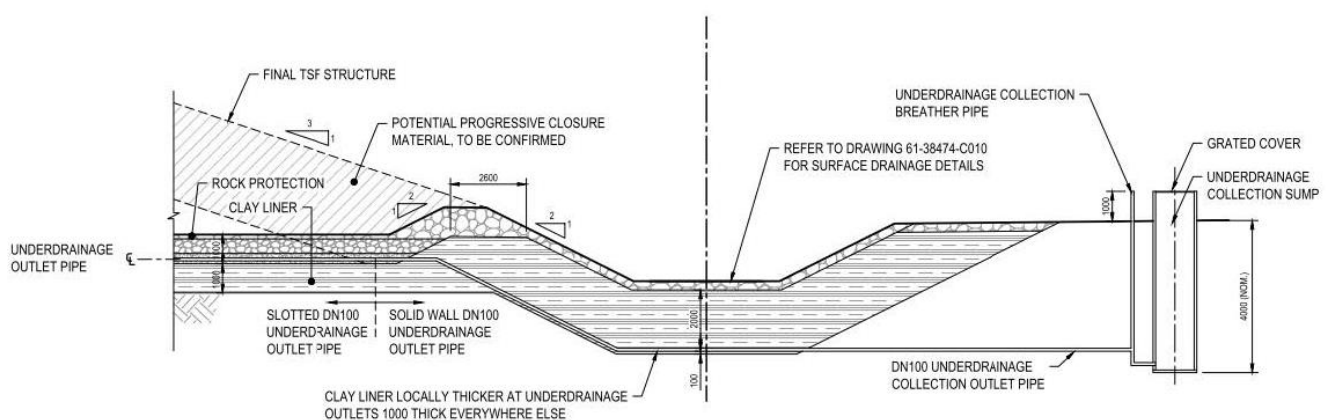 FINAL TSF STRUCTURE
3
1
POTENTIAL PROGRESSIVE CLOSURE
MATERIAL, TO BE CONFIRMED
ROCK PROTECTION
CLAY LINER
2
1
2600
2
1
UNDERDRAINAGE
OUTLET PIPE
1000
SLOTTED DN100
UNDERDRAINAGE
OUTLET PIPE
SOLID WALL DN100
UNDERDRAINAGE
OUTLET PIPE
CLAY LINER LOCALLY THICKER AT UNDERDRAINAGE
OUTLETS 1000 THICK EVERYWHERE ELSE
REFER TO DRAWING 61-38474-C010
FOR SURFACE DRAINAGE DETAILS
2000
100
UNDERDRAINAGE COLLECTION
BREATHER PIPE
GRATED COVER
UNDERDRAINAGE
COLLECTION SUMP
1000
4000 (NOM.)
DN100 UNDERDRAINAGE
COLLECTION OUTLET PIPE